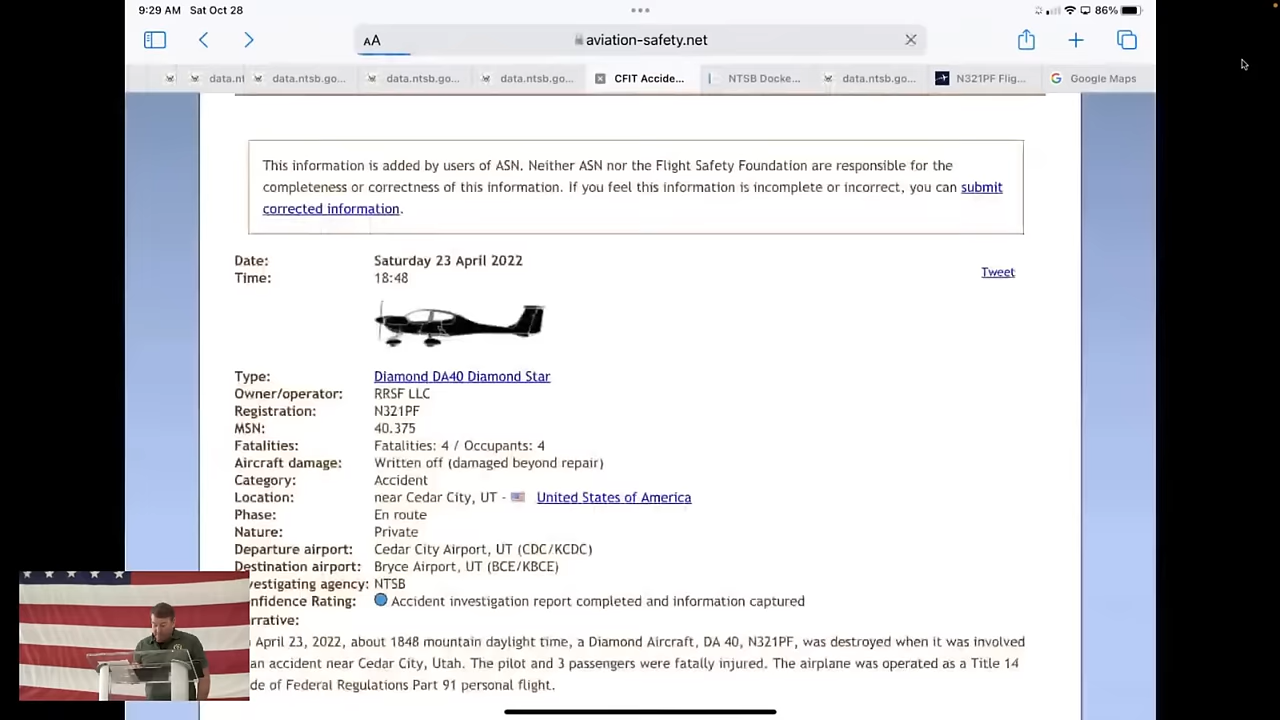 9:29 AM Sat Oct 28
86%
AA
aviation-safety.net
data.nt
data.ntsb.go...
data.ntsb.go...
data.ntsb.go...
CFIT Accide...
NTSB Docke...
data.ntsb.go...
N321PF Flig...
Google Maps
This information is added by users of ASN. Neither ASN nor the Flight Safety Foundation are responsible for the
completeness or correctness of this information. If you feel this information is incomplete or incorrect, you can submit
corrected information.
Date: Saturday 23 April 2022
Time: 18:48
Tweet
Type: Diamond DA40 Diamond Star
Owner/operator: RRSF LLC
Registration: N321PF
MSN: 40.375
Fatalities: Fatalities: 4 / Occupants: 4
Aircraft damage: Written off (damaged beyond repair)
Category: Accident
Location: near Cedar City, UT - United States of America
Phase: En route
Nature: Private
Departure airport: Cedar City Airport, UT (CDC/KCDC)
Destination airport: Bryce Airport, UT (BCE/KBCE)
vestigating agency: NTSB
nfidence Rating: Accident investigation report completed and information captured
rrative:
April 23, 2022, about 1848 mountain daylight time, a Diamond Aircraft, DA 40, N321PF, was destroyed when it was involved
an accident near Cedar City, Utah. The pilot and 3 passengers were fatally injured. The airplane was operated as a Title 14
de of Federal Regulations Part 91 personal flight.